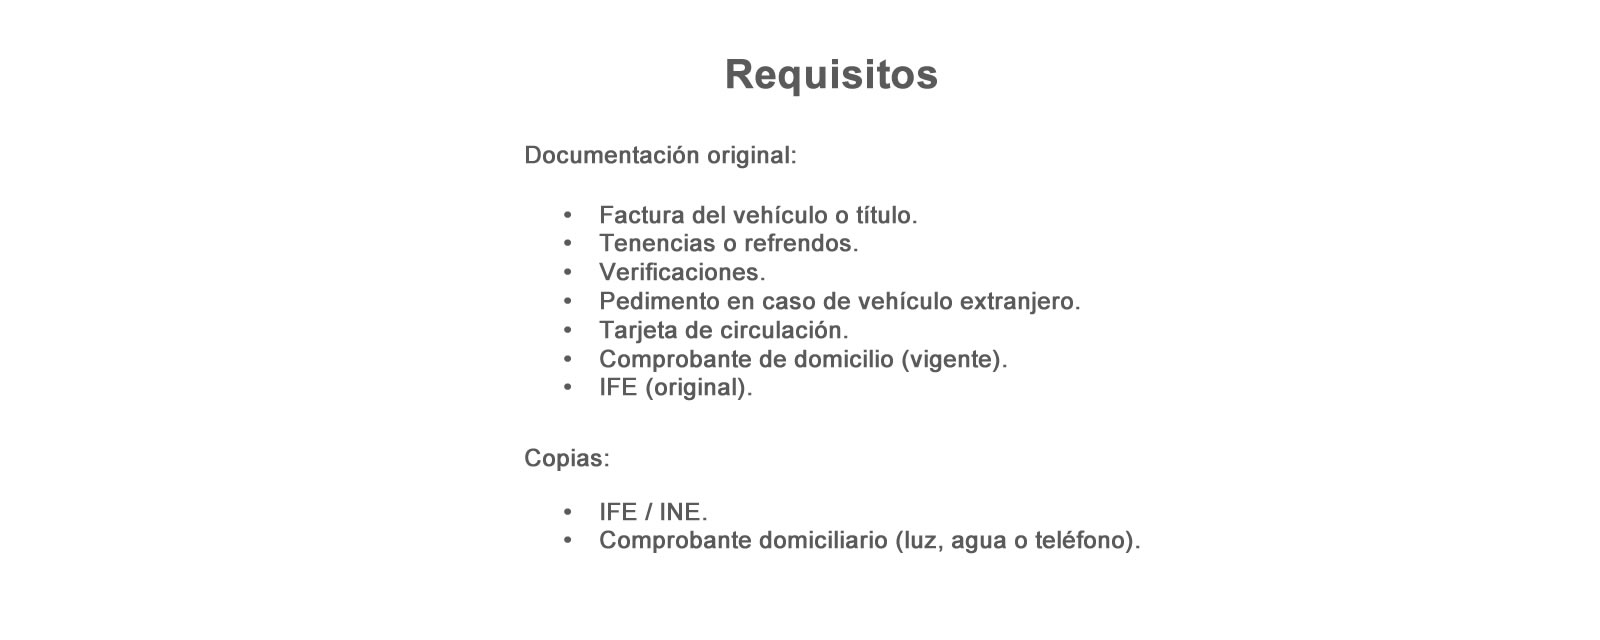 Requisitos
Documentación original:
• Factura del vehículo o título.
• Tenencias o refrendos.
• Verificaciones.
• Pedimento en caso de vehículo extranjero.
• Tarjeta de circulación.
• Comprobante de domicilio (vigente).
• IFE (original).
Copias:
• IFE / INE.
• Comprobante domiciliario (luz, agua o teléfono).